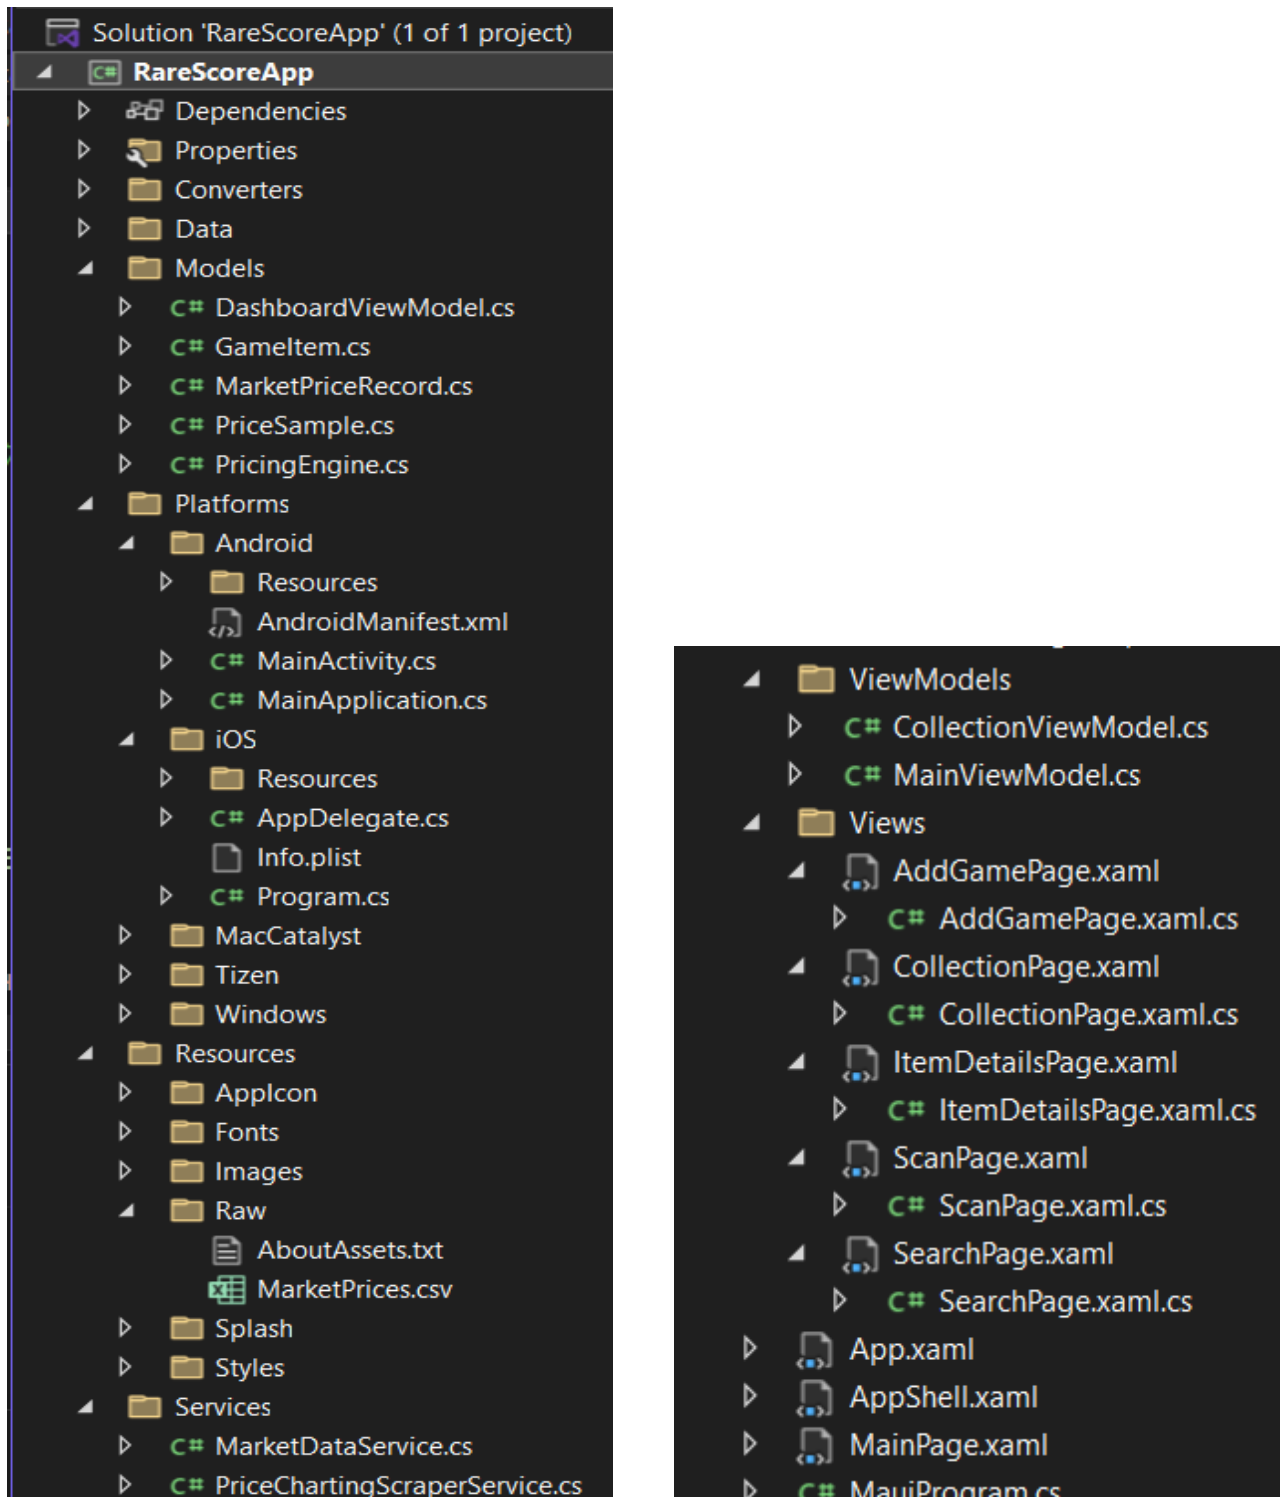 Solution 'RareScoreApp' (1 of 1 project)
C# RareScoreApp
Dependencies
Properties
Converters
Data
Models
C# DashboardViewModel.cs
C# GameItem.cs
C# MarketPriceRecord.cs
C# PriceSample.cs
C# PricingEngine.cs
Platforms
Android
Resources
AndroidManifest.xml
C# MainActivity.cs
C# MainApplication.cs
iOS
Resources
C# AppDelegate.cs
Info.plist
C# Program.cs
MacCatalyst
Tizen
Windows
Resources
AppIcon
Fonts
Images
Raw
AboutAssets.txt
MarketPrices.csv
Splash
Styles
Services
C# MarketDataService.cs
C# PriceChartingScraperService.cs
ViewModels
C# CollectionViewModel.cs
C# MainViewModel.cs
Views
AddGamePage.xaml
C# AddGamePage.xaml.cs
CollectionPage.xaml
C# CollectionPage.xaml.cs
ItemDetailsPage.xaml
C# ItemDetailsPage.xaml.cs
ScanPage.xaml
C# ScanPage.xaml.cs
SearchPage.xaml
C# SearchPage.xaml.cs
App.xaml
AppShell.xaml
MainPage.xaml
C# MauiProgram.cs